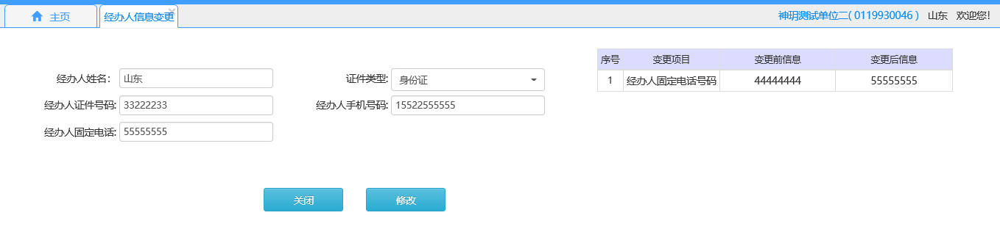 主页
经办人信息变更
神玥测试单位二( 0119930046 ) 山东 欢迎您!
经办人姓名: 山东
证件类型: 身份证
经办人证件号码: 33222233
经办人手机号码: 15522555555
经办人固定电话: 55555555
关闭
修改
序号 变更项目 变更前信息 变更后信息
1 经办人固定电话号码 44444444 55555555